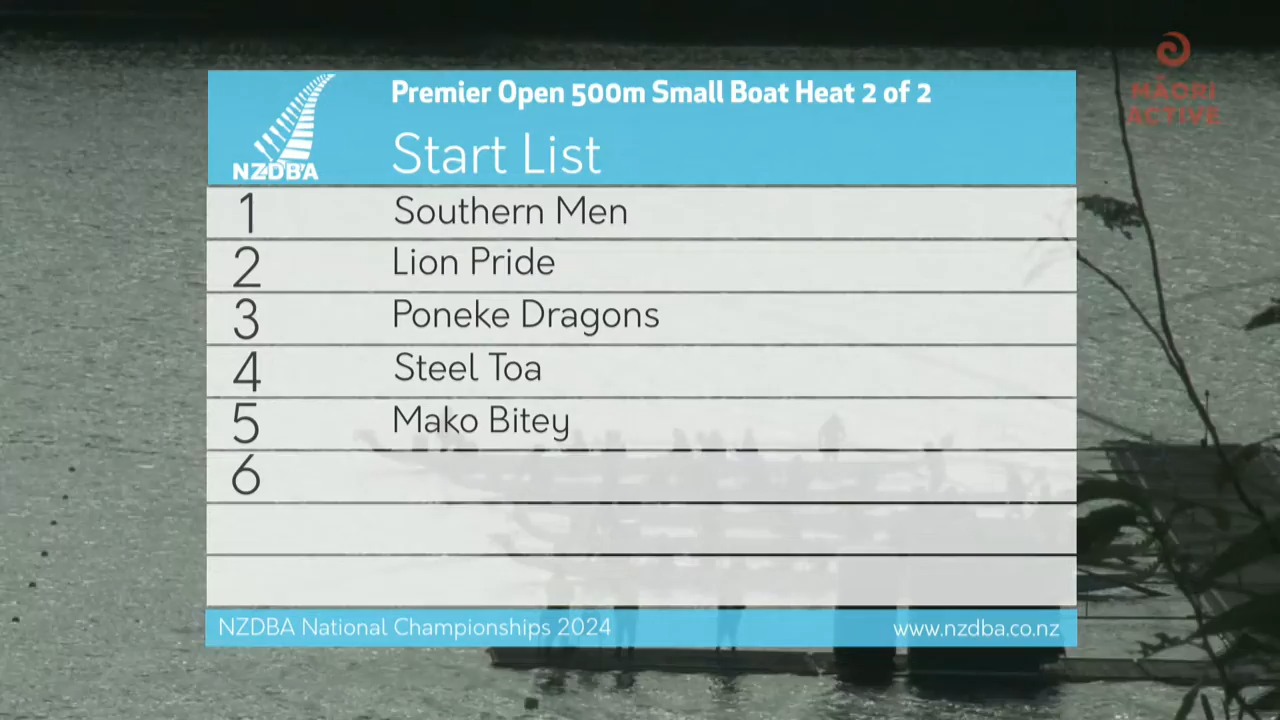 MĀORI
ACTIVE
Premier Open 500m Small Boat Heat 2 of 2
NZDBA
Start List
1 Southern Men
2 Lion Pride
3 Poneke Dragons
4 Steel Toa
5 Mako Bitey
6
NZDBA National Championships 2024
www.nzdba.co.nz